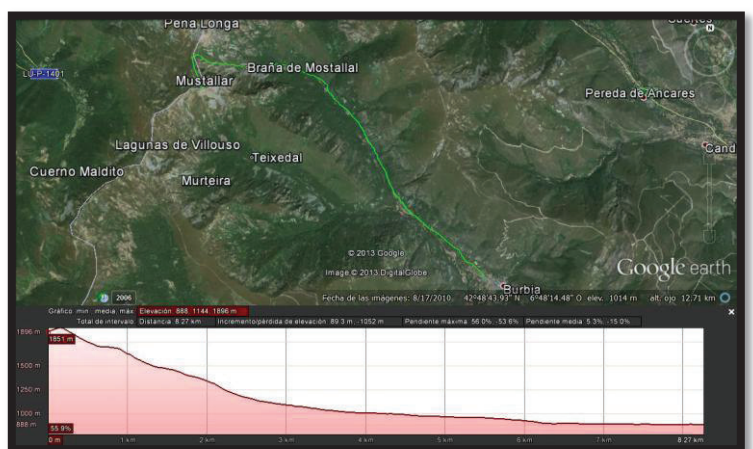 Pena Longa
Suertes
N
LU-P-1401
Braña de Mostallal
Mustallar
Pereda de Ancares
Cand
Lagunas de Villouso
Teixedal
Cuerno Maldito
Murteira
© 2013 Google
Image © 2013 DigitalGlobe
Google earth
Burbia
2006
Fecha de las imágenes: 8/17/2010 42°48'43.93" N 6°48'14.48" O elev. 1014 m alt. ojo 12.71 km
Gráfico: mín., media, máx. Elevación: 888, 1144, 1896 m
Total de intervalo: Distancia: 8.27 km Incremento/pérdida de elevación: 89.3 m, -1052 m Pendiente máxima: 56.0%, -53.6% Pendiente media: 5.3%, -15.0%
1896 m
1851 m
1500 m
1250 m
1000 m
888 m
55.9%
0 m 1 km 2 km 3 km 4 km 5 km 6 km 7 km 8.27 km